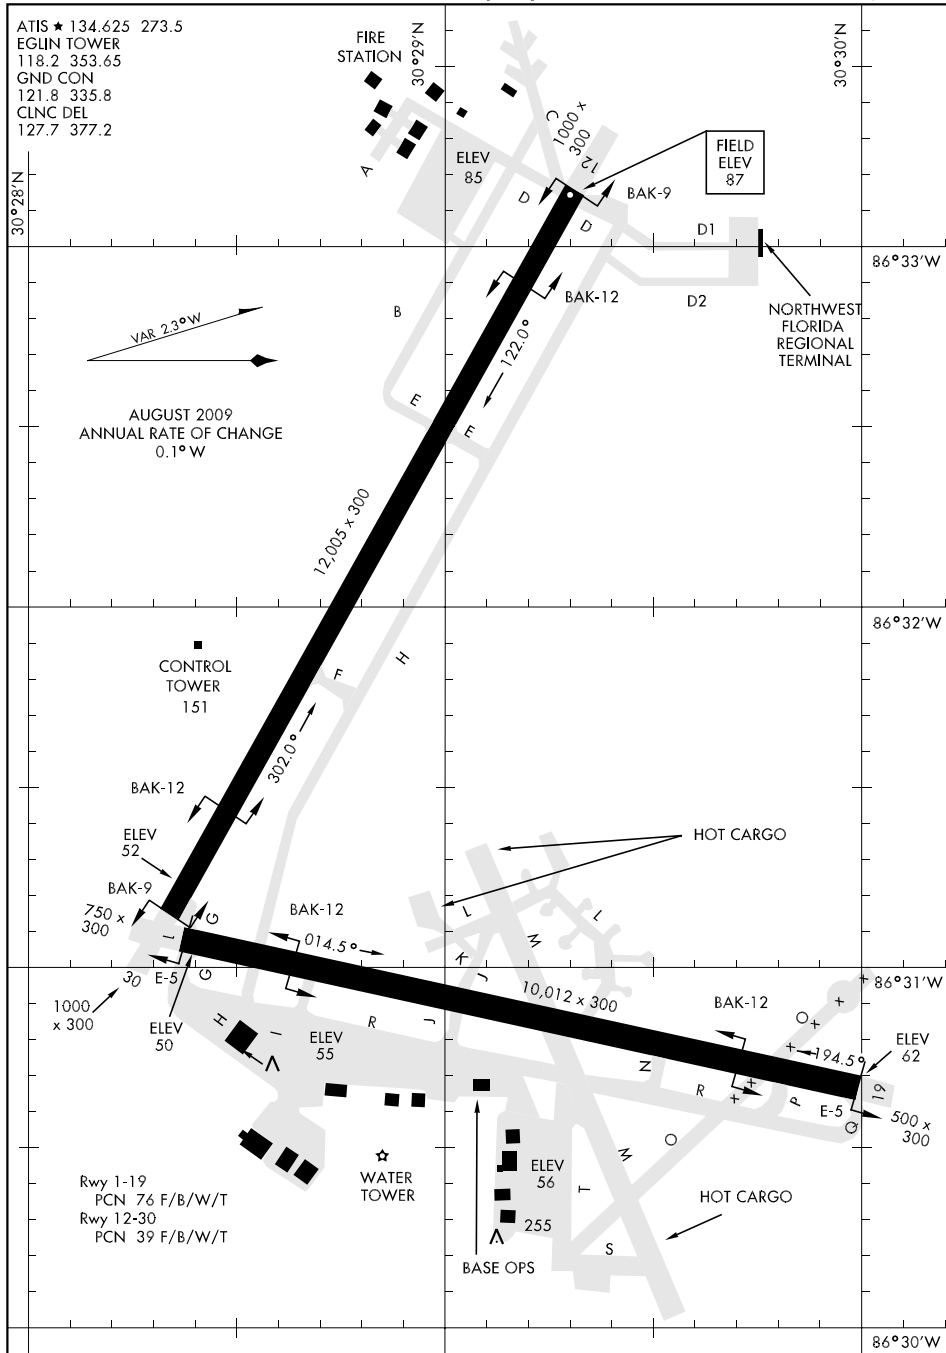 ATIS ★ 134.625 273.5
EGLIN TOWER
118.2 353.65
GND CON
121.8 335.8
CLNC DEL
127.7 377.2
30°28'N
FIRE
STATION
30°29'N
30°30'N
A
ELEV
85
C
1000 x
300
12
D
D
BAK-9
FIELD
ELEV
87
D1
D2
86°33'W
NORTHWEST
FLORIDA
REGIONAL
TERMINAL
BAK-12
B
VAR 2.3°W
122.0°
AUGUST 2009
ANNUAL RATE OF CHANGE
0.1°W
E
E
12,005 x 300
86°32'W
CONTROL
TOWER
151
F
H
302.0°
BAK-12
ELEV
52
HOT CARGO
BAK-9
750 x
300
G
1
G
BAK-12
014.5°
L
L
M
K
J
30
E-5
1000
x 300
ELEV
50
H
I
ELEV
55
R
J
10,012 x 300
BAK-12
86°31'W
x
x
O
x
x
194.5°
ELEV
62
N
R
x
x
P
E-5
19
Q
500 x
300
Rwy 1-19
PCN 76 F/B/W/T
Rwy 12-30
PCN 39 F/B/W/T
WATER
TOWER
ELEV
56
255
BASE OPS
T
M
O
S
HOT CARGO
86°30'W